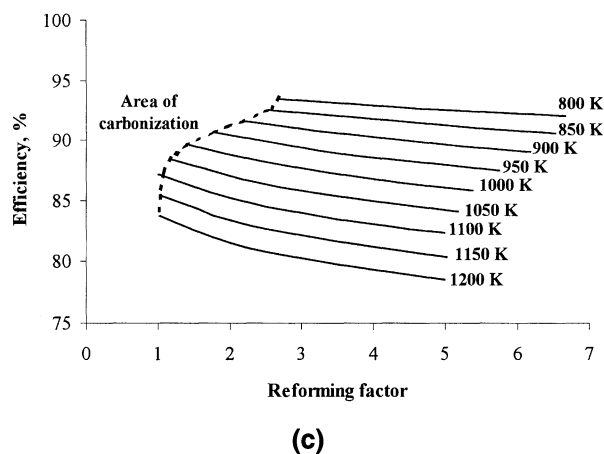 100
95
90
85
80
75
Efficiency, %
Area of
carbonization
800 K
850 K
900 K
950 K
1000 K
1050 K
1100 K
1150 K
1200 K
0 1 2 3 4 5 6 7
Reforming factor
(c)